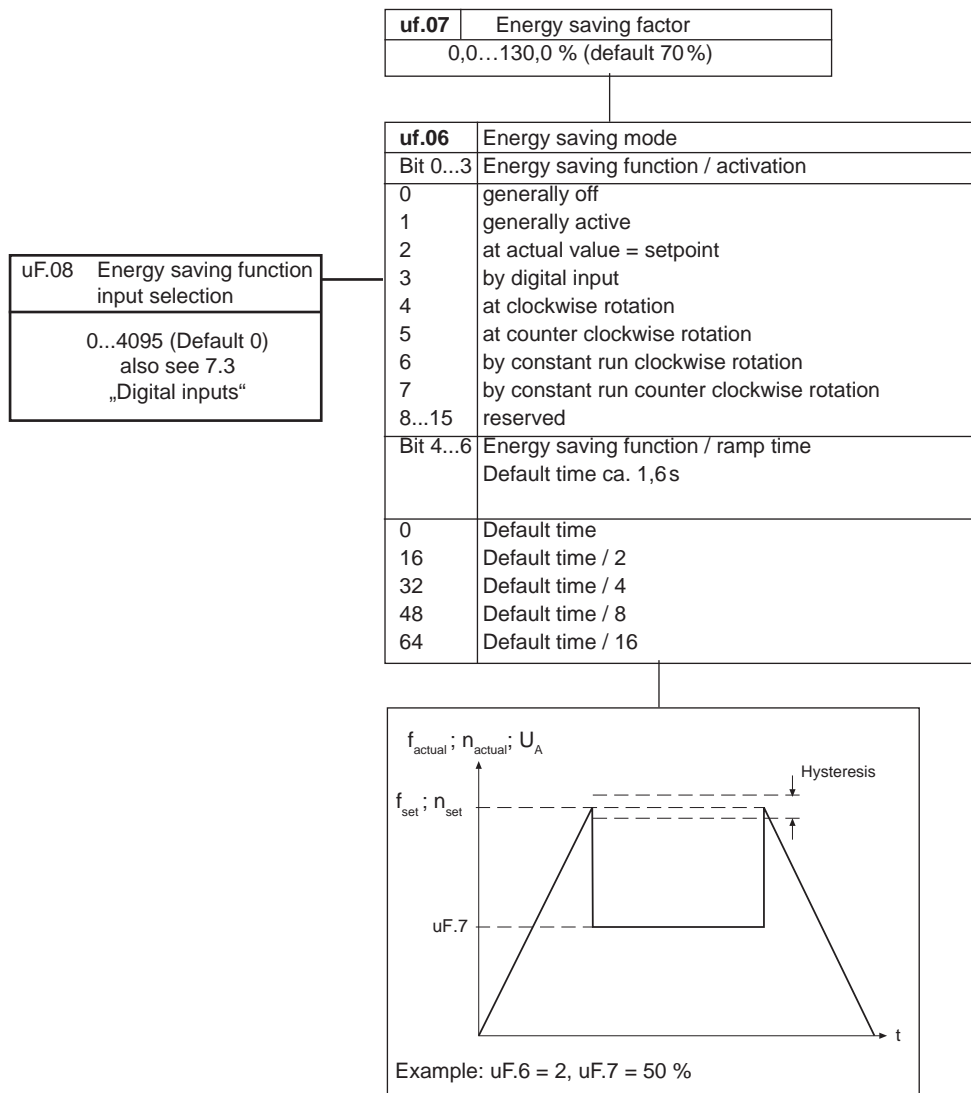 uf.07 Energy saving factor
0,0…130,0 % (default 70%)
uf.06 Energy saving mode
Bit 0...3 Energy saving function / activation
0 generally off
1 generally active
2 at actual value = setpoint
3 by digital input
4 at clockwise rotation
5 at counter clockwise rotation
6 by constant run clockwise rotation
7 by constant run counter clockwise rotation
8...15 reserved
Bit 4...6 Energy saving function / ramp time
Default time ca. 1,6s
0 Default time
16 Default time / 2
32 Default time / 4
48 Default time / 8
64 Default time / 16
uF.08 Energy saving function
input selection
0...4095 (Default 0)
also see 7.3
„Digital inputs“
f actual ; n actual; U A
Hysteresis
f set ; n set
uF.7
t
Example: uF.6 = 2, uF.7 = 50 %